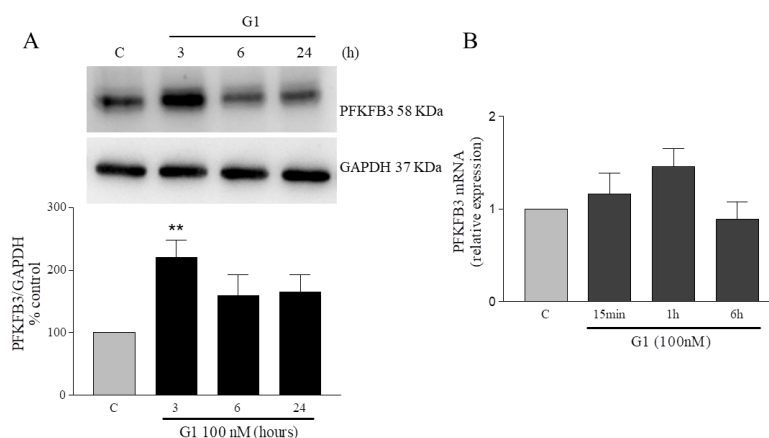 A
G1
C 3 6 24 (h)
PFKFB3 58 KDa
GAPDH 37 KDa
PFKFB3/GAPDH
% control
300
200
100
0
**
C 3 6 24
G1 100 nM (hours)
B
PFKFB3 mRNA
(relative expression)
2
1
0
C 15min 1h 6h
G1 (100nM)